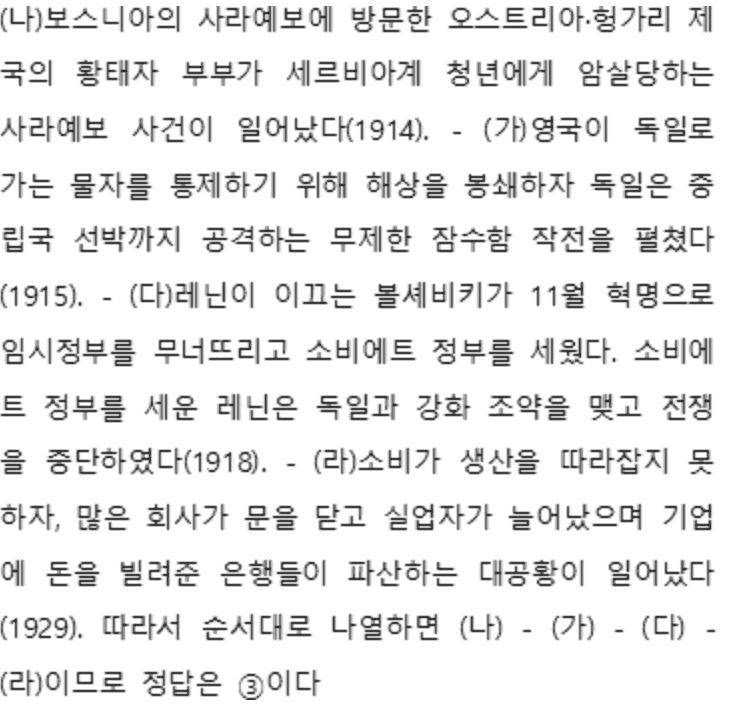 (나)보스니아의 사라예보에 방문한 오스트리아·헝가리 제
국의 황태자 부부가 세르비아계 청년에게 암살당하는
사라예보 사건이 일어났다(1914). - (가)영국이 독일로
가는 물자를 통제하기 위해 해상을 봉쇄하자 독일은 중
립국 선박까지 공격하는 무제한 잠수함 작전을 펼쳤다
(1915). - (다)레닌이 이끄는 볼셰비키가 11월 혁명으로
임시정부를 무너뜨리고 소비에트 정부를 세웠다. 소비에
트 정부를 세운 레닌은 독일과 강화 조약을 맺고 전쟁
을 중단하였다(1918). - (라)소비가 생산을 따라잡지 못
하자, 많은 회사가 문을 닫고 실업자가 늘어났으며 기업
에 돈을 빌려준 은행들이 파산하는 대공황이 일어났다
(1929). 따라서 순서대로 나열하면 (나) - (가) - (다) -
(라)이므로 정답은 ③이다